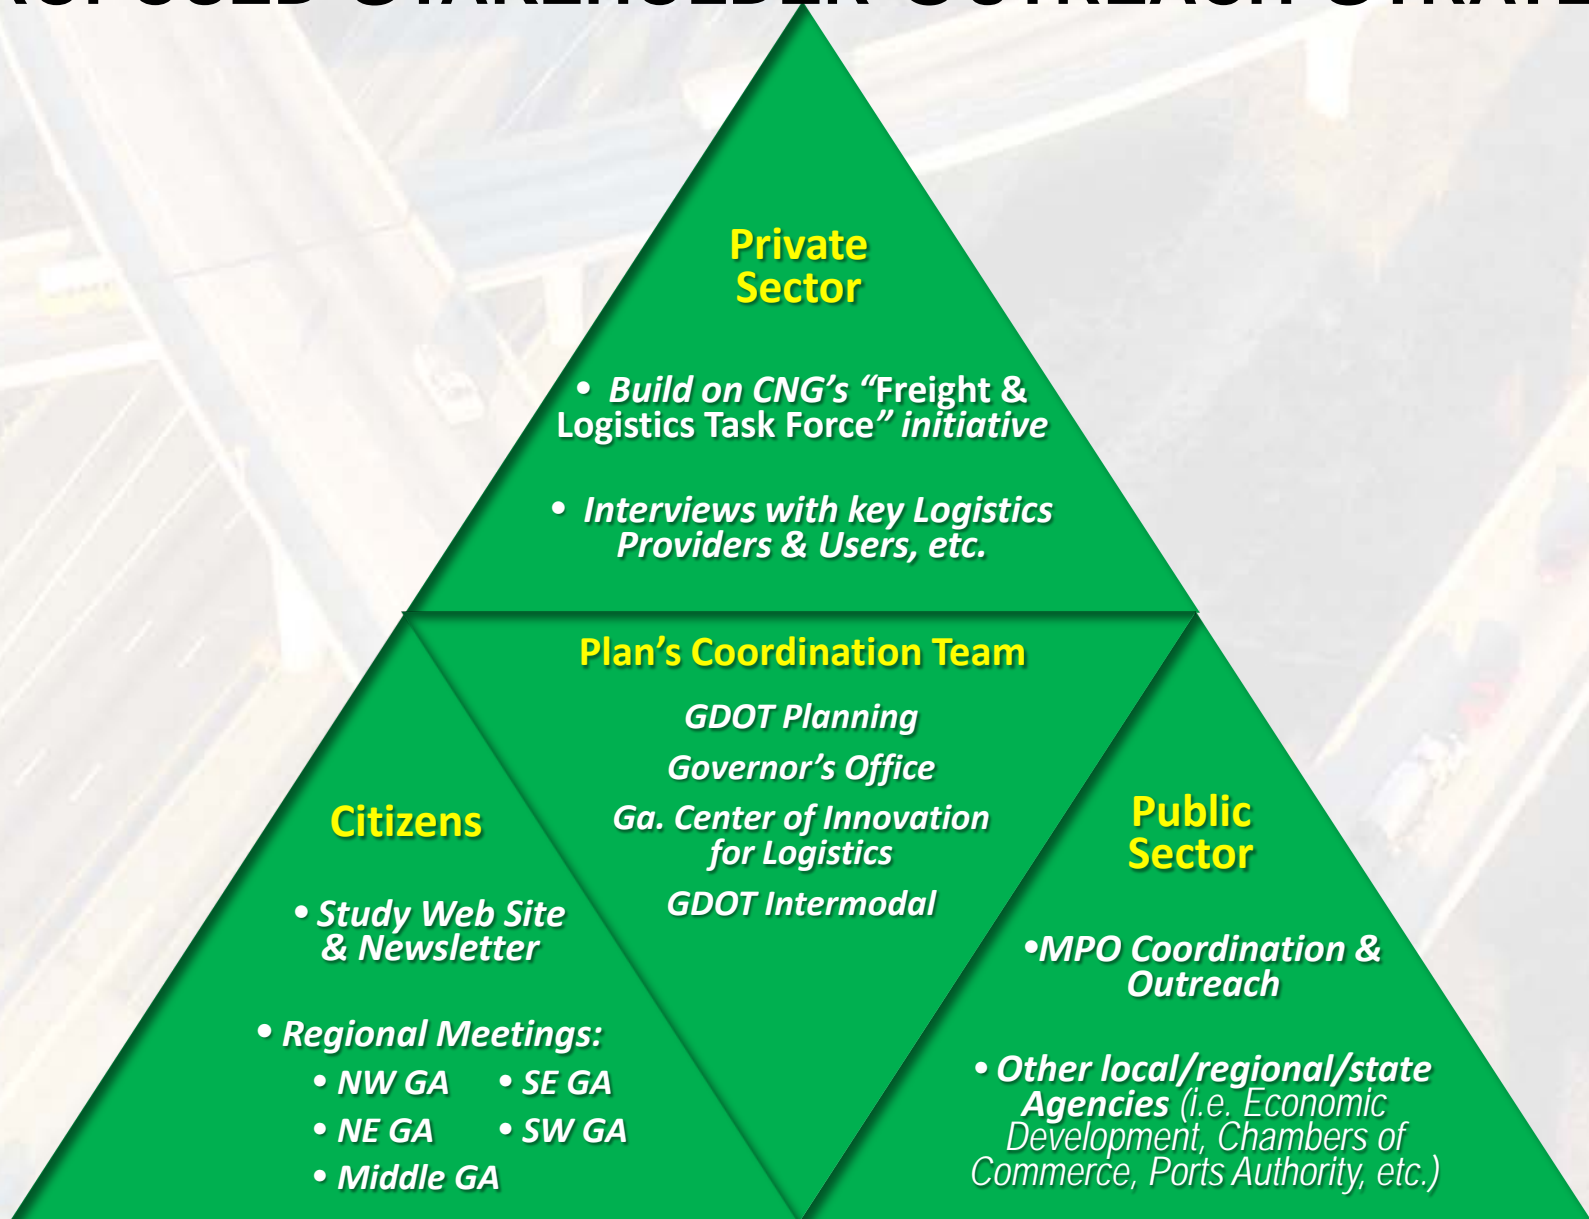 STAKEHOLDER OUTREACH
Private
Sector
• Build on CNG’s “Freight &
Logistics Task Force” initiative
• Interviews with key Logistics
Providers & Users, etc.
Plan’s Coordination Team
GDOT Planning
Governor’s Office
Ga. Center of Innovation
for Logistics
GDOT Intermodal
Citizens
• Study Web Site
& Newsletter
• Regional Meetings:
• NW GA • SE GA
• NE GA • SW GA
• Middle GA
Public
Sector
•MPO Coordination &
Outreach
• Other local/regional/state
Agencies (i.e. Economic
Development, Chambers of
Commerce, Ports Authority, etc.)